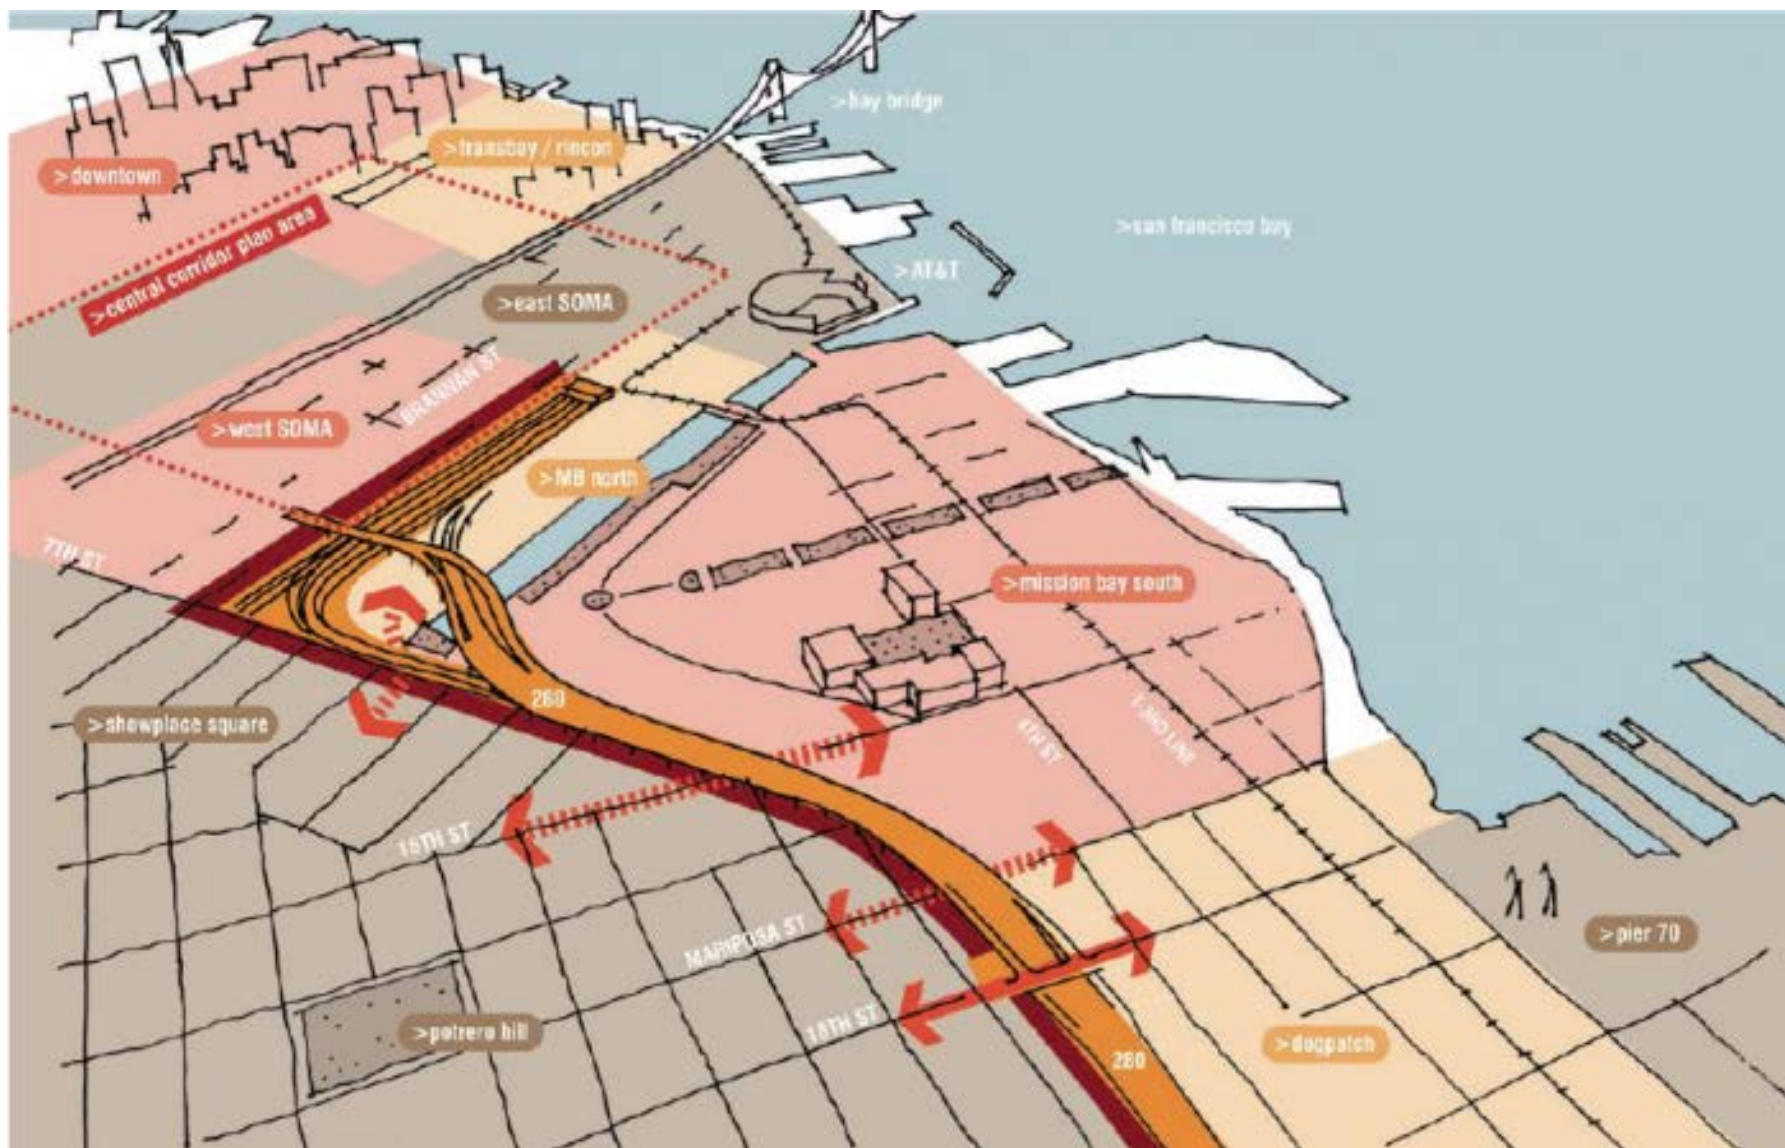 >bay bridge
>transbay / rincon
>downtown
>central corridor plan area
>san francisco bay
>AT&T
>east SOMA
BRANNAN ST
>west SOMA
>MB north
7TH ST
>mission bay south
280
>showplace square
4TH ST
T-3RD LINE
16TH ST
MARIPOSA ST
>pier 70
18TH ST
>potrero hill
>dogpatch
280